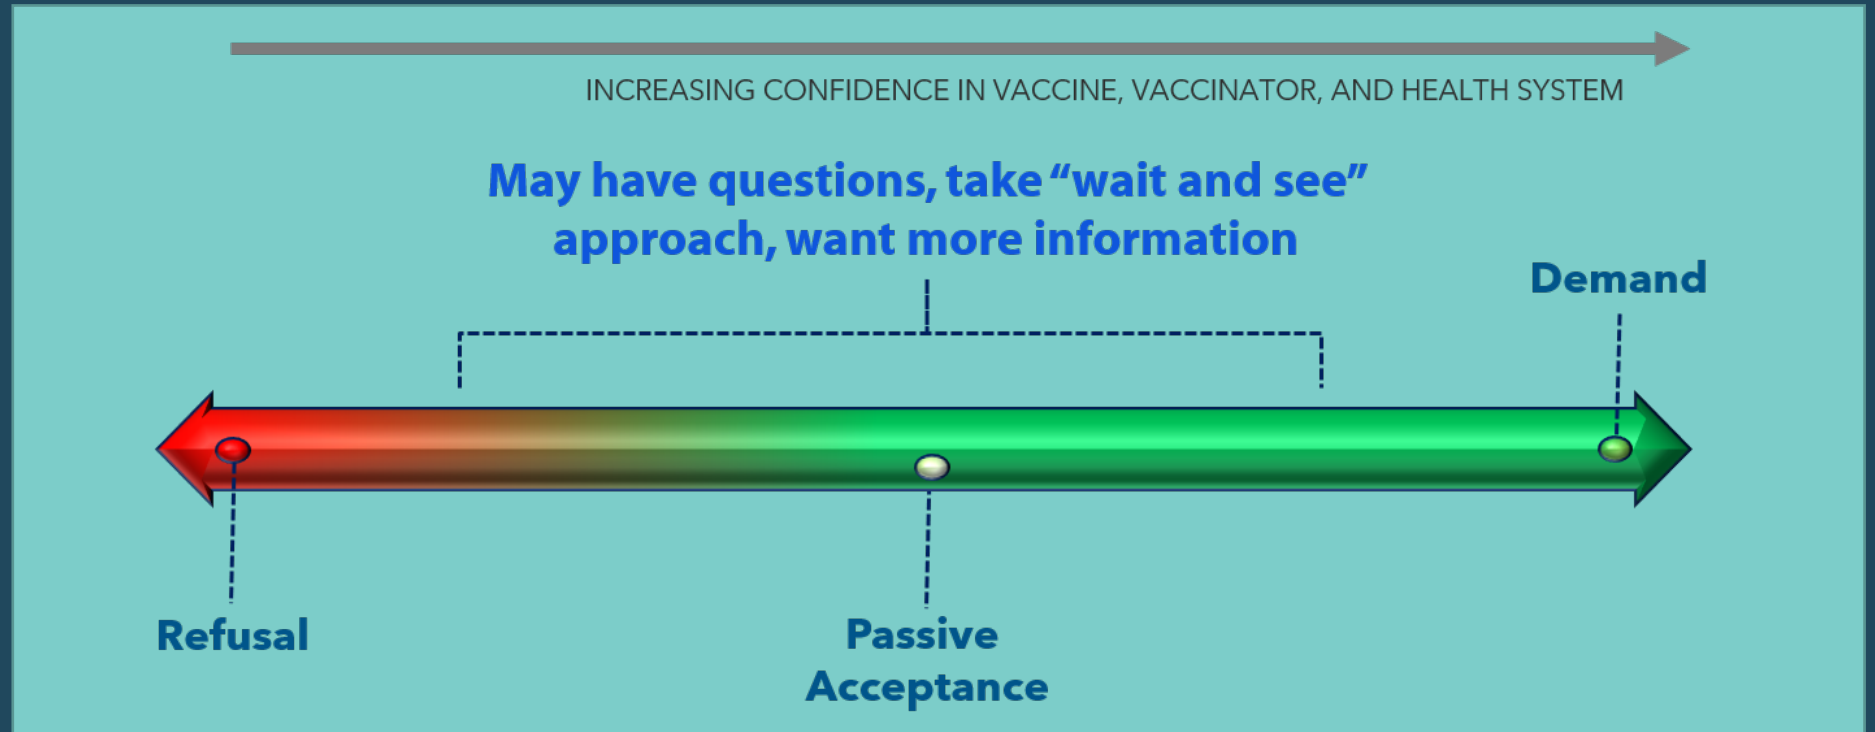 INCREASING CONFIDENCE IN VACCINE, VACCINATOR, AND HEALTH SYSTEM
May have questions, take “wait and see”
approach, want more information
Demand
Refusal
Passive
Acceptance